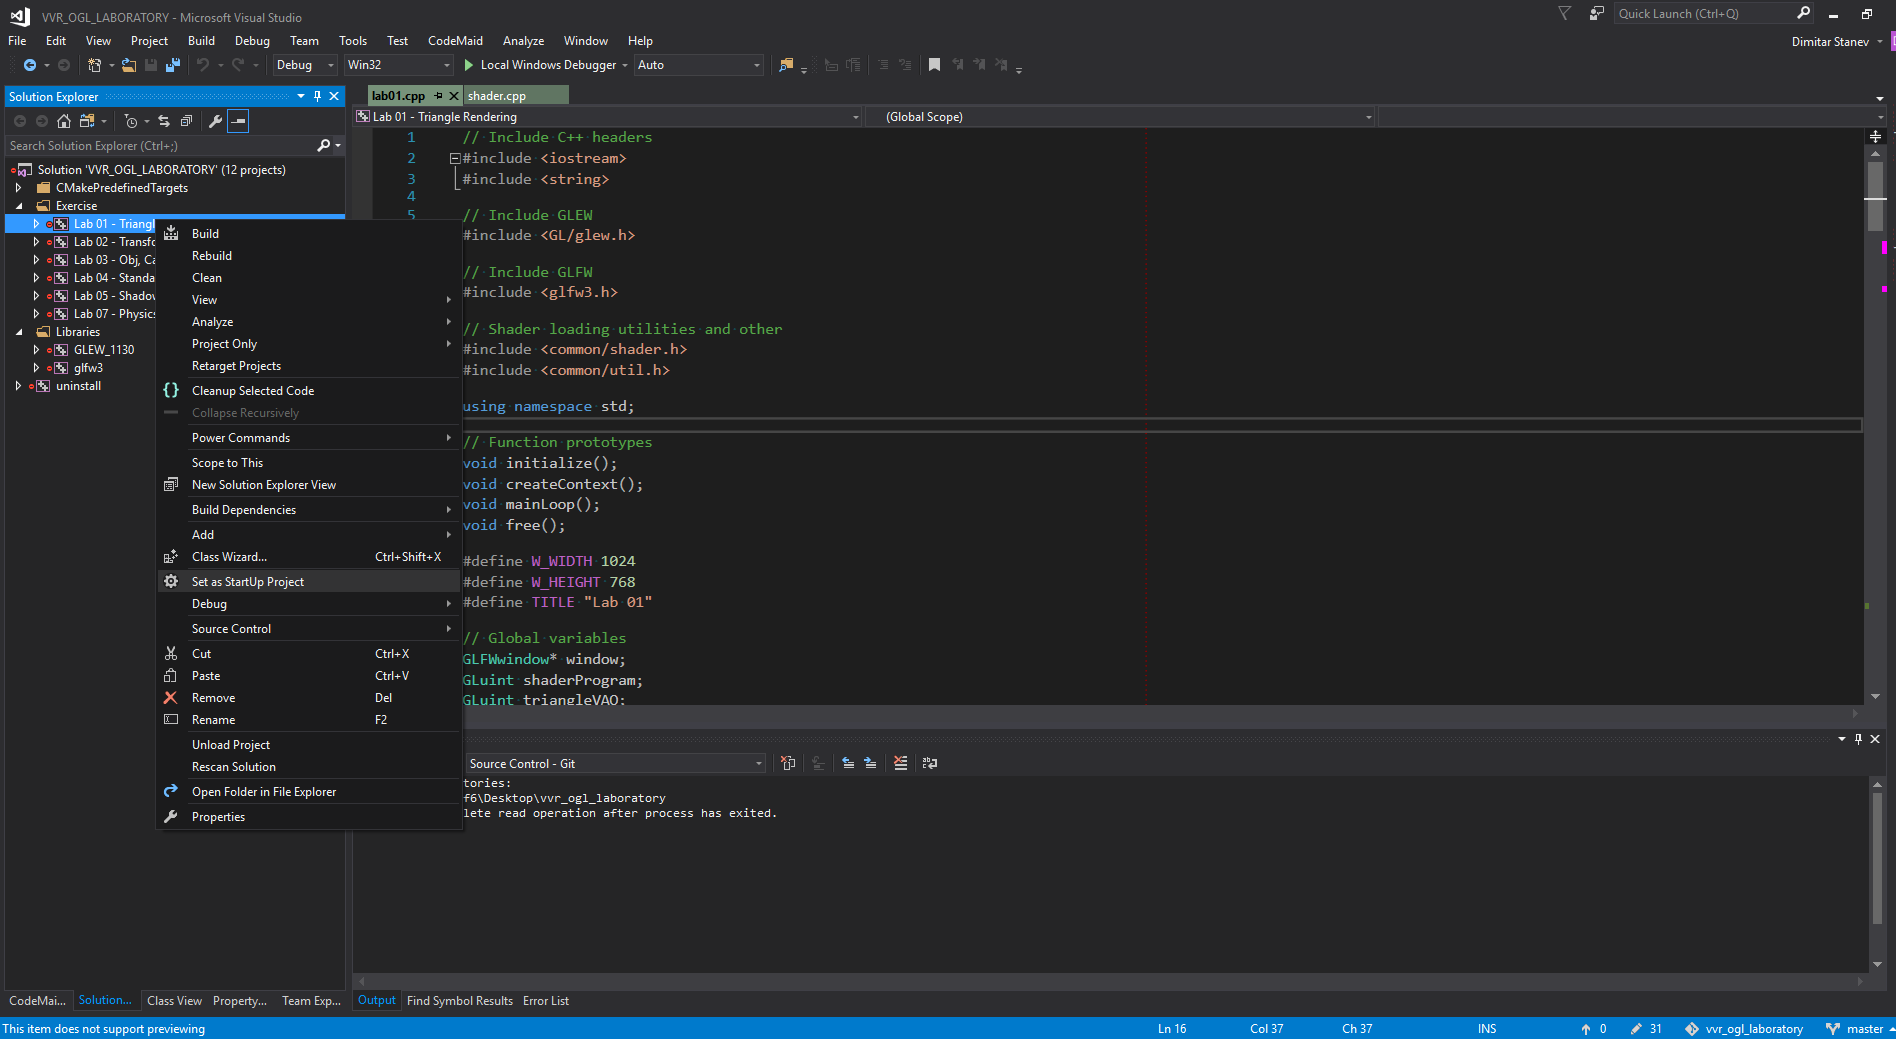 VVR_OGL_LABORATORY - Microsoft Visual Studio
Quick Launch (Ctrl+Q)
File Edit View Project Build Debug Team Tools Test CodeMaid Analyze Window Help
Dimitar Stanev
Debug Win32 Local Windows Debugger Auto
Solution Explorer
Search Solution Explorer (Ctrl+;)
Solution 'VVR_OGL_LABORATORY' (12 projects)
CMakePredefinedTargets
Exercise
Lab 01 - Triangl
Lab 02 - Transfo
Lab 03 - Obj, Ca
Lab 04 - Standa
Lab 05 - Shadow
Lab 07 - Physics
Libraries
GLEW_1130
glfw3
uninstall
Build
Rebuild
Clean
View
Analyze
Project Only
Retarget Projects
Cleanup Selected Code
Collapse Recursively
Power Commands
Scope to This
New Solution Explorer View
Build Dependencies
Add
Class Wizard... Ctrl+Shift+X
Set as StartUp Project
Debug
Source Control
Cut Ctrl+X
Paste Ctrl+V
Remove Del
Rename F2
Unload Project
Rescan Solution
Open Folder in File Explorer
Properties
lab01.cpp shader.cpp
Lab 01 - Triangle Rendering (Global Scope)
1 // Include C++ headers
2 #include <iostream>
3 #include <string>
4
5 // Include GLEW
#include <GL/glew.h>
// Include GLFW
#include <glfw3.h>
// Shader loading utilities and other
#include <common/shader.h>
#include <common/util.h>
using namespace std;
// Function prototypes
void initialize();
void createContext();
void mainLoop();
void free();
#define W_WIDTH 1024
#define W_HEIGHT 768
#define TITLE "Lab 01"
// Global variables
GLFWwindow* window;
GLuint shaderProgram;
GLuint triangleVAO;
Source Control - Git
tories:
f6\Desktop\vvr_ogl_laboratory
lete read operation after process has exited.
CodeMai... Solution... Class View Property... Team Exp...
Output Find Symbol Results Error List
This item does not support previewing Ln 16 Col 37 Ch 37 INS 0 31 vvr_ogl_laboratory master